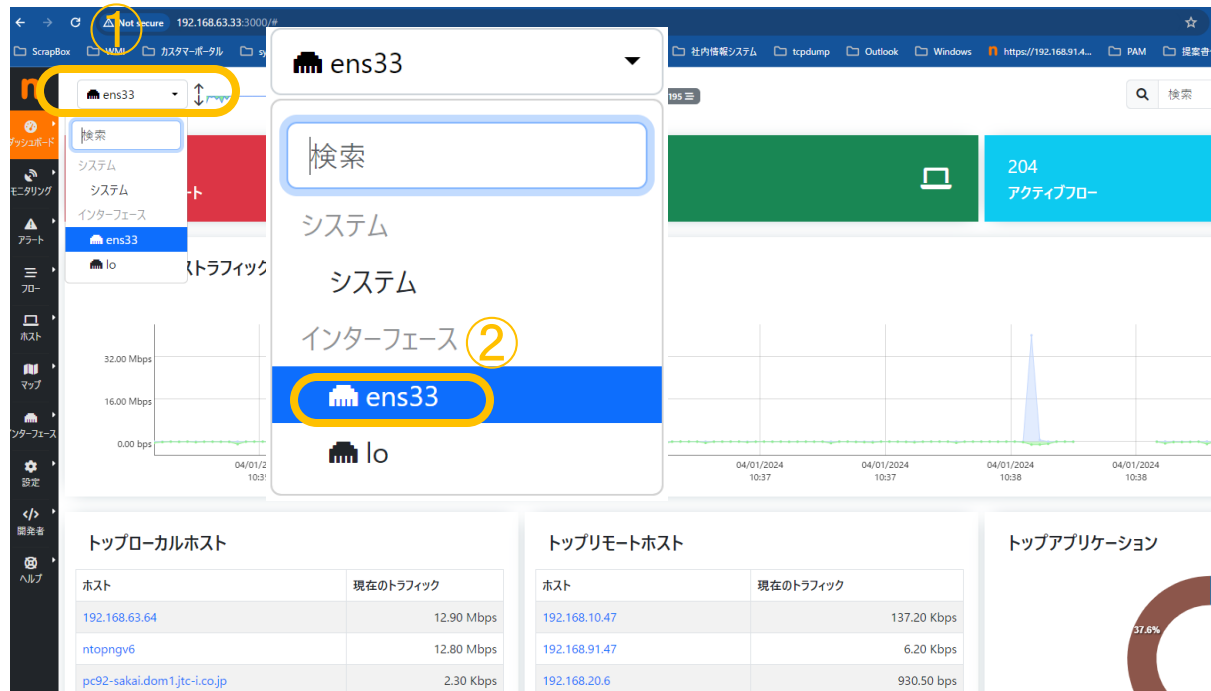 ①
Not secure 192.168.63.33:3000/#
ScrapBox
WMI
カスタマーポータル
社内情報システム
tcpdump
Outlook
Windows
https://192.168.91.4...
PAM
提案書
n
ens33
195
検索
ens33
検索
システム
システム
インターフェース
②
ens33
lo
検索
システム
システム
インターフェース
ens33
lo
ダッシュボード
モニタリング
アラート
フロー
ホスト
マップ
インターフェース
設定
開発者
ヘルプ
204
アクティブフロー
ストラフィック
32.00 Mbps
16.00 Mbps
0.00 bps
04/01/2024
10:37
04/01/2024
10:37
04/01/2024
10:38
04/01/2024
10:38
トップローカルホスト
ホスト 現在のトラフィック
192.168.63.64 12.90 Mbps
ntopngv6 12.80 Mbps
pc92-sakai.dom1.jtc-i.co.jp 2.30 Kbps
トップリモートホスト
ホスト 現在のトラフィック
192.168.10.47 137.20 Kbps
192.168.91.47 6.20 Kbps
192.168.20.6 930.50 bps
トップアプリケーション
37.6%